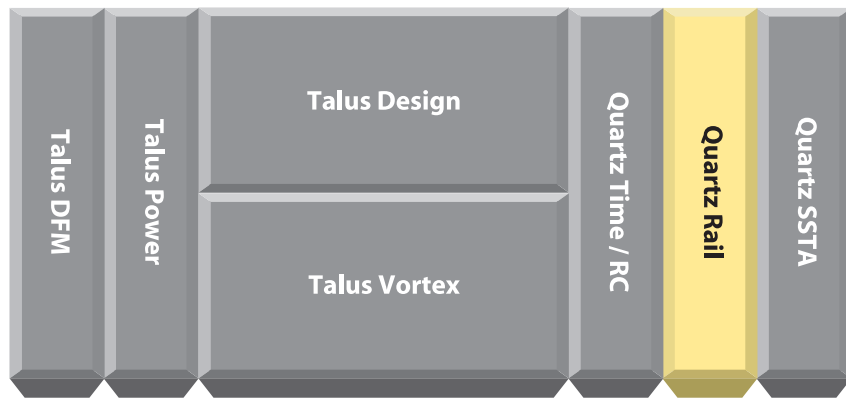 Talus DFM
Talus Power
Talus Design
Talus Vortex
Quartz Time / RC
Quartz Rail
Quartz SSTA